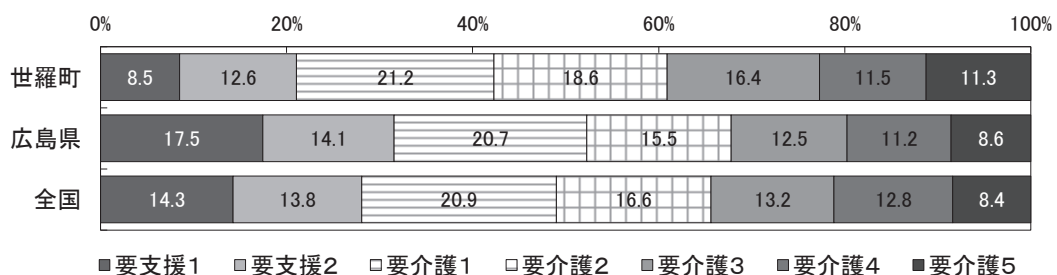 0% 20% 40% 60% 80% 100%
世羅町 8.5 12.6 21.2 18.6 16.4 11.5 11.3
広島県 17.5 14.1 20.7 15.5 12.5 11.2 8.6
全国 14.3 13.8 20.9 16.6 13.2 12.8 8.4
要支援1 要支援2 要介護1 要介護2 要介護3 要介護4 要介護5